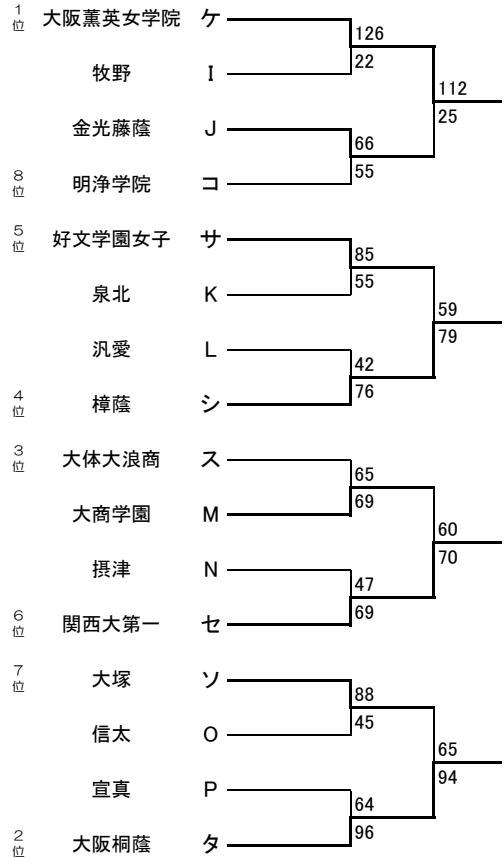 1位 大阪薫英女学院 ケ
126
22
牧野 I
112
25
金光藤蔭 J
66
55
8位 明浄学院 コ
5位 好文学園女子 サ
85
55
泉北 K
59
79
汎愛 L
42
76
4位 樟蔭 シ
3位 大体大浪商 ス
65
69
大商学園 M
60
70
摂津 N
47
69
6位 関西大第一 セ
7位 大塚 ソ
88
45
信太 O
65
94
宣真 P
64
96
2位 大阪桐蔭 タ